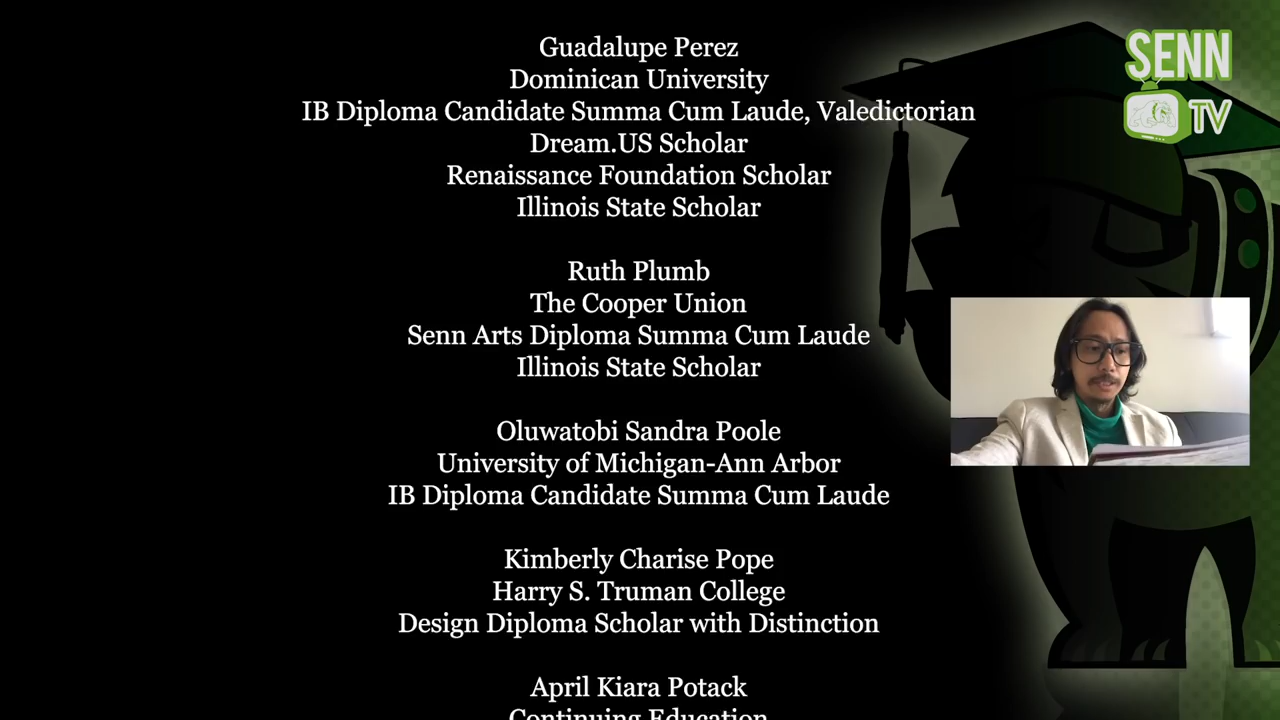 Guadalupe Perez
Dominican University
IB Diploma Candidate Summa Cum Laude, Valedictorian
Dream.US Scholar
Renaissance Foundation Scholar
Illinois State Scholar
Ruth Plumb
The Cooper Union
Senn Arts Diploma Summa Cum Laude
Illinois State Scholar
Oluwatobi Sandra Poole
University of Michigan-Ann Arbor
IB Diploma Candidate Summa Cum Laude
Kimberly Charise Pope
Harry S. Truman College
Design Diploma Scholar with Distinction
April Kiara Potack
Continuing Education
SENN
TV